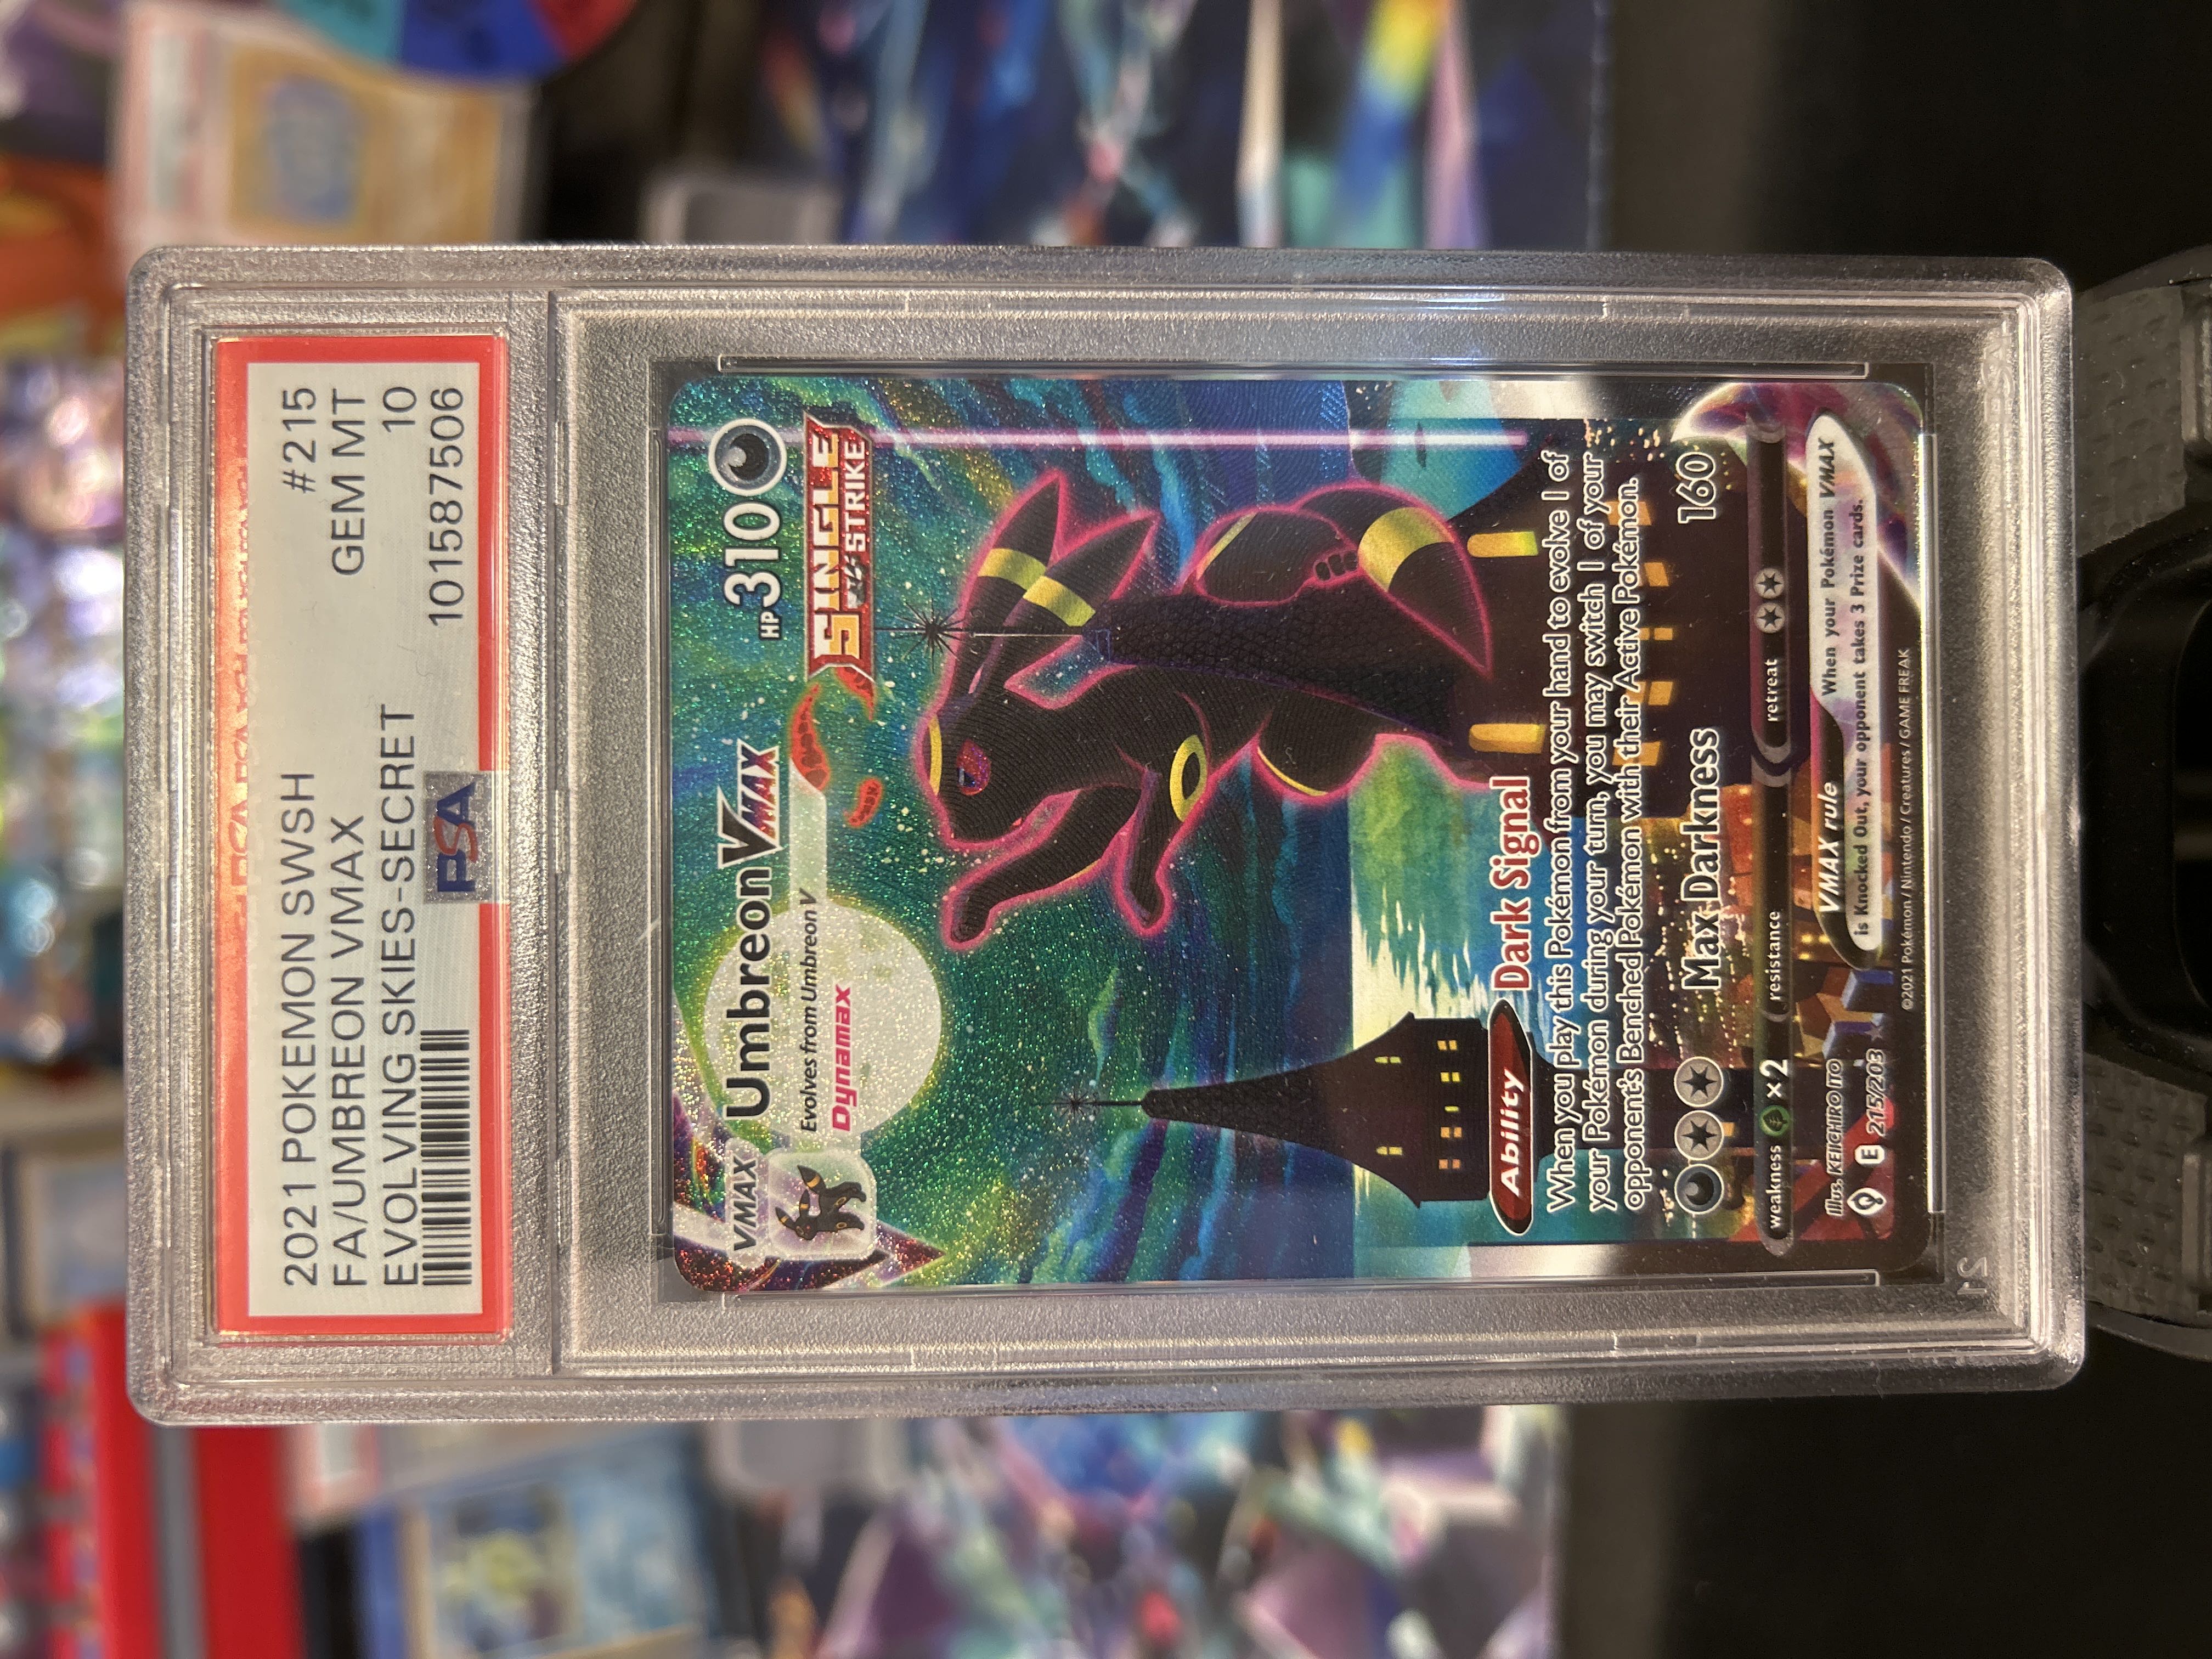 2021 POKEMON SWSH #215
FA/UMBREON VMAX GEM MT
EVOLVING SKIES-SECRET 10
101587506
PSA
VMAX Umbreon VMAX HP 310
Evolves from Umbreon V
Dynamax
SINGLE
STRIKE
Ability Dark Signal
When you play this Pokémon from your hand to evolve 1 of
your Pokémon during your turn, you may switch 1 of your
opponent's Benched Pokémon with their Active Pokémon.
Max Darkness 160
weakness ×2 resistance retreat
Illus. KEIICHIRO ITO
E 215/203
VMAX rule When your Pokémon VMAX
is Knocked Out, your opponent takes 3 Prize cards.
©2021 Pokémon / Nintendo / Creatures / GAME FREAK